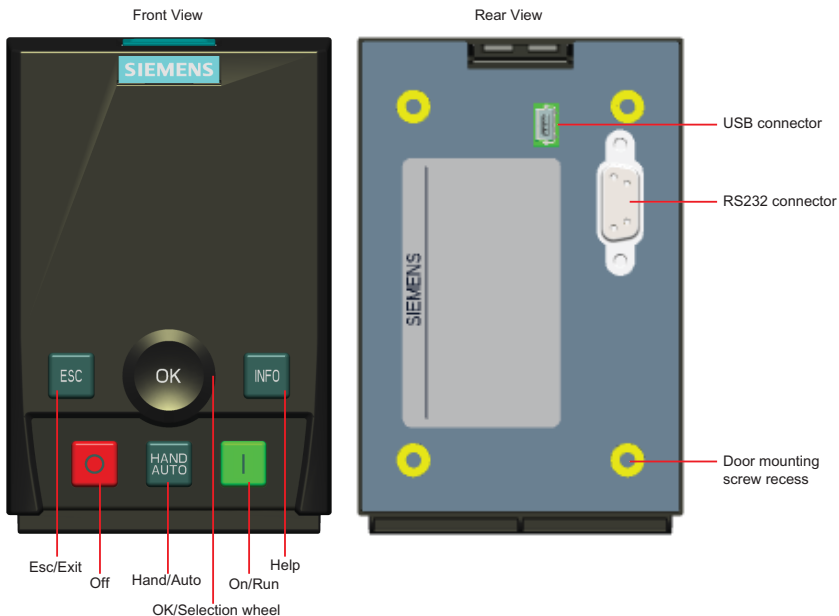 Front View
Rear View
SIEMENS
USB connector
RS232 connector
SIEMENS
ESC
OK
INFO
HAND
AUTO
Door mounting
screw recess
Esc/Exit
Off
Hand/Auto
On/Run
Help
OK/Selection wheel